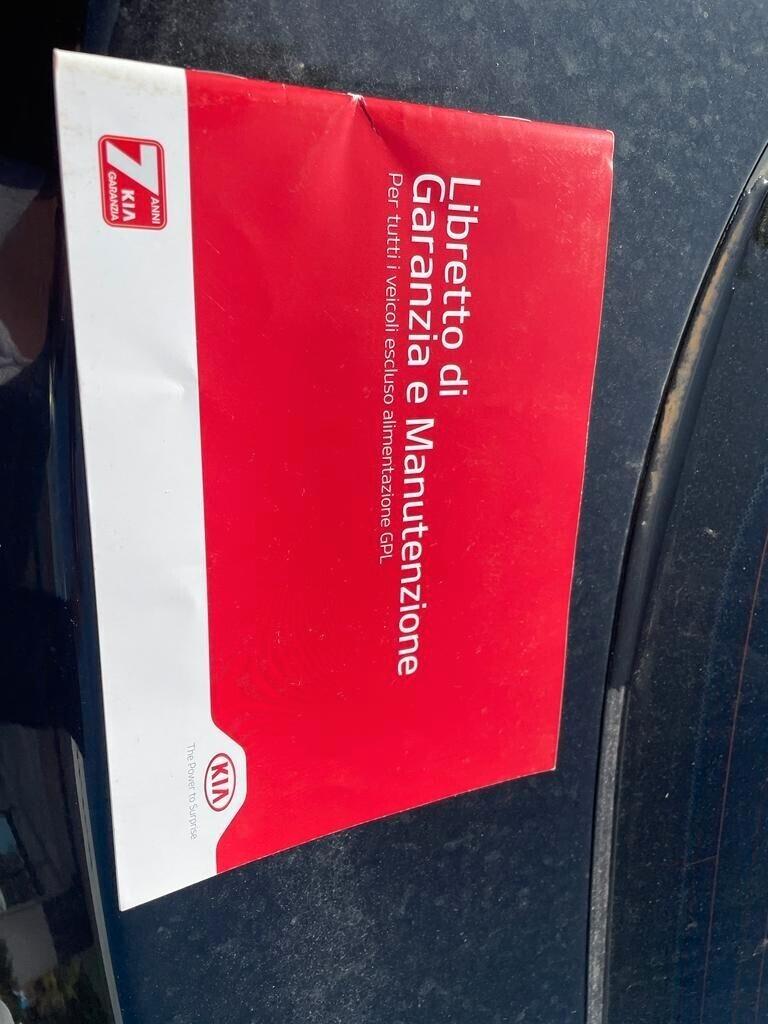 Libretto di
Garanzia e Manutenzione
Per tutti i veicoli escluso alimentazione GPL
7 ANNI
KIA
GARANZIA
KIA
The Power to Surprise